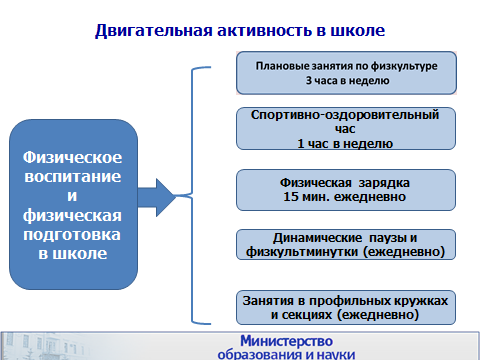 Двигательная активность в школе
Физическое
воспитание
и
физическая
подготовка
в школе
Плановые занятия по физкультуре
3 часа в неделю
Спортивно-оздоровительный
час
1 час в неделю
Физическая зарядка
15 мин. ежедневно
Динамические паузы и
физкультминутки (ежедневно)
Занятия в профильных кружках
и секциях (ежедневно)
Министерство
образования и науки